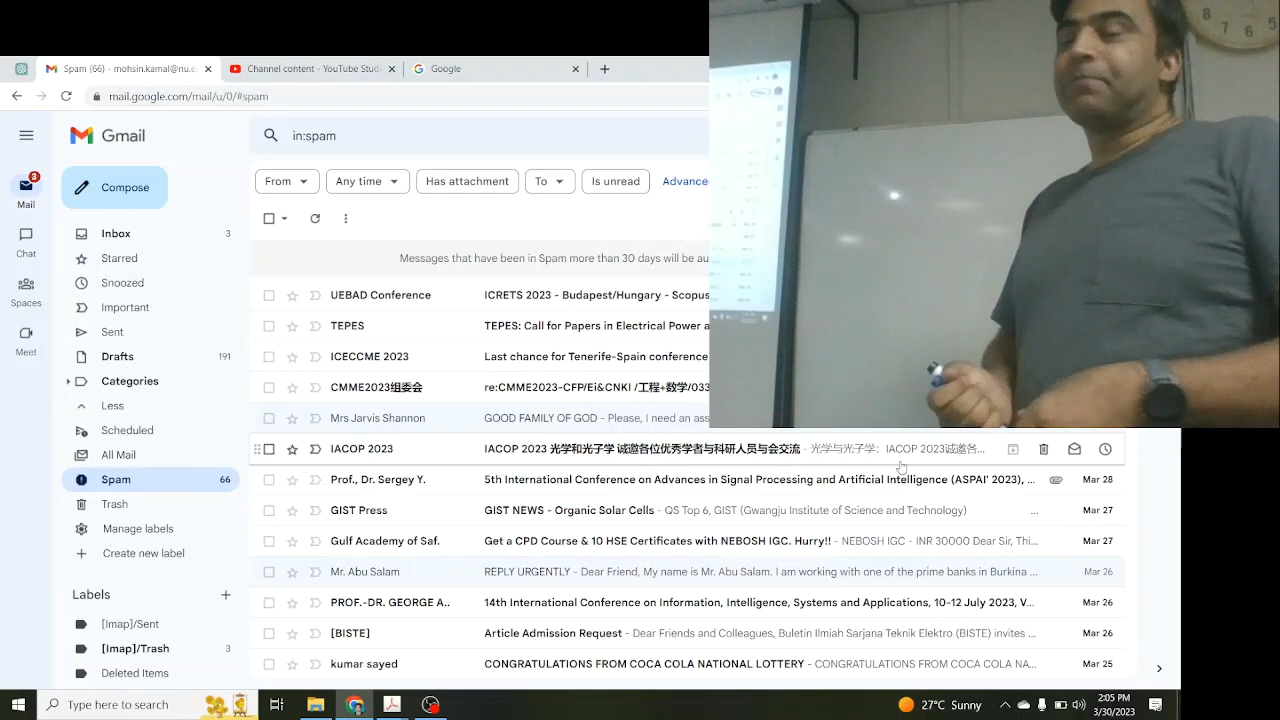 Spam (66) - mohsin.kamal@nu.e
Channel content - YouTube Stud
Google
mail.google.com/mail/u/0/#spam
Gmail
in:spam
Compose
3
Mail
Chat
Spaces
Meet
From
Any time
Has attachment
To
Is unread
Advance
Inbox 3
Starred
Snoozed
Important
Sent
Drafts 191
Categories
Less
Scheduled
All Mail
Spam 66
Trash
Manage labels
Create new label
Labels
[Imap]/Sent
[Imap]/Trash 3
Deleted Items
Messages that have been in Spam more than 30 days will be au
UEBAD Conference ICRETS 2023 - Budapest/Hungary - Scopus
TEPES TEPES: Call for Papers in Electrical Power a
ICECCME 2023 Last chance for Tenerife-Spain conference
CMME2023组委会 re:CMME2023-CFP/Ei&CNKI /工程+数学/033
Mrs Jarvis Shannon GOOD FAMILY OF GOD - Please, I need an ass
IACOP 2023 IACOP 2023 光学和光子学 诚邀各位优秀学者与科研人员与会交流 - 光学与光子学：IACOP 2023诚邀各...
Prof., Dr. Sergey Y. 5th International Conference on Advances in Signal Processing and Artificial Intelligence (ASPAI' 2023), ... Mar 28
GIST Press GIST NEWS - Organic Solar Cells - QS Top 6, GIST (Gwangju Institute of Science and Technology) ... Mar 27
Gulf Academy of Saf. Get a CPD Course & 10 HSE Certificates with NEBOSH IGC. Hurry!! - NEBOSH IGC - INR 30000 Dear Sir, Thi... Mar 27
Mr. Abu Salam REPLY URGENTLY - Dear Friend, My name is Mr. Abu Salam. I am working with one of the prime banks in Burkina ... Mar 26
PROF.-DR. GEORGE A.. 14th International Conference on Information, Intelligence, Systems and Applications, 10-12 July 2023, V... Mar 26
[BISTE] Article Admission Request - Dear Friends and Colleagues, Buletin Ilmiah Sarjana Teknik Elektro (BISTE) invites ... Mar 26
kumar sayed CONGRATULATIONS FROM COCA COLA NATIONAL LOTTERY - CONGRATULATIONS FROM COCA COLA NA... Mar 25
8 7 6 5
Type here to search
27°C Sunny
2:05 PM
3/30/2023